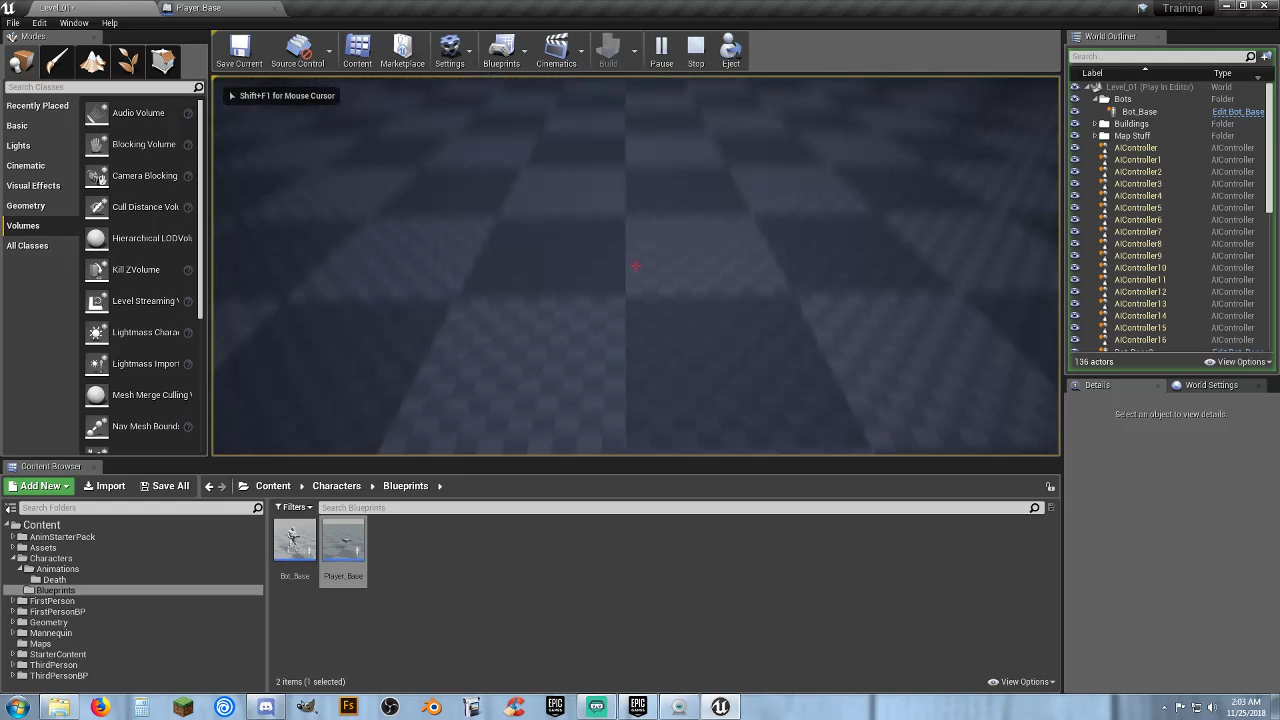 Level_01*
Player_Base
Training
File Edit Window Help
Modes
Search Classes
Recently Placed
Basic
Lights
Cinematic
Visual Effects
Geometry
Volumes
All Classes
Audio Volume
Blocking Volume
Camera Blocking
Cull Distance Volu
Hierarchical LODVolu
Kill ZVolume
Level Streaming V
Lightmass Charac
Lightmass Import
Mesh Merge Culling V
Nav Mesh Bounds
Save Current
Source Control
Content
Marketplace
Settings
Blueprints
Cinematics
Build
Pause
Stop
Eject
Shift+F1 for Mouse Cursor
World Outliner
Search...
Label Type
Level_01 (Play In Editor) World
Bots Folder
Bot_Base Edit Bot_Base
Buildings Folder
Map Stuff Folder
AIController AIController
AIController1 AIController
AIController2 AIController
AIController3 AIController
AIController4 AIController
AIController5 AIController
AIController6 AIController
AIController7 AIController
AIController8 AIController
AIController9 AIController
AIController10 AIController
AIController11 AIController
AIController12 AIController
AIController13 AIController
AIController14 AIController
AIController15 AIController
AIController16 AIController
136 actors
View Options
Details
World Settings
Select an object to view details.
Content Browser
Add New
Import
Save All
Content
Characters
Blueprints
Search Folders
Filters
Search Blueprints
Content
AnimStarterPack
Assets
Characters
Animations
Death
Blueprints
FirstPerson
FirstPersonBP
Geometry
Mannequin
Maps
StarterContent
ThirdPerson
ThirdPersonBP
Bot_Base
Player_Base
2 items (1 selected)
View Options
Fs
EPIC GAMES
EPIC GAMES
2:03 AM
11/25/2018